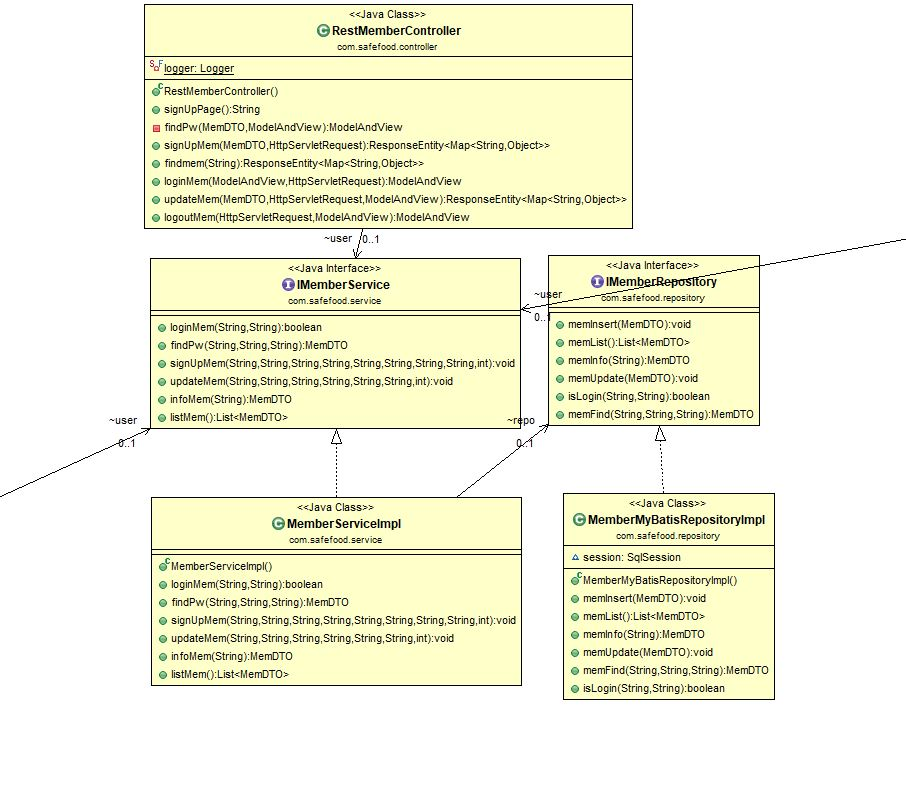 <<Java Class>>
RestMemberController
com.safefood.controller
logger: Logger
RestMemberController()
signUpPage():String
findPw(MemDTO,ModelAndView):ModelAndView
signUpMem(MemDTO,HttpServletRequest):ResponseEntity<Map<String,Object>>
findmem(String):ResponseEntity<Map<String,Object>>
loginMem(ModelAndView,HttpServletRequest):ModelAndView
updateMem(MemDTO,HttpServletRequest,ModelAndView):ResponseEntity<Map<String,Object>>
logoutMem(HttpServletRequest,ModelAndView):ModelAndView
~user 0..1
<<Java Interface>>
IMemberService
com.safefood.service
loginMem(String,String):boolean
findPw(String,String,String):MemDTO
signUpMem(String,String,String,String,String,String,String,String,int):void
updateMem(String,String,String,String,String,String,int):void
infoMem(String):MemDTO
listMem():List<MemDTO>
~user
0..1
<<Java Interface>>
IMemberRepository
com.safefood.repository
memInsert(MemDTO):void
memList():List<MemDTO>
memInfo(String):MemDTO
memUpdate(MemDTO):void
isLogin(String,String):boolean
memFind(String,String,String):MemDTO
~user
0..1
~repo
0..1
<<Java Class>>
MemberServiceImpl
com.safefood.service
MemberServiceImpl()
loginMem(String,String):boolean
findPw(String,String,String):MemDTO
signUpMem(String,String,String,String,String,String,String,String,int):void
updateMem(String,String,String,String,String,String,int):void
infoMem(String):MemDTO
listMem():List<MemDTO>
<<Java Class>>
MemberMyBatisRepositoryImpl
com.safefood.repository
session: SqlSession
MemberMyBatisRepositoryImpl()
memInsert(MemDTO):void
memList():List<MemDTO>
memInfo(String):MemDTO
memUpdate(MemDTO):void
memFind(String,String,String):MemDTO
isLogin(String,String):boolean